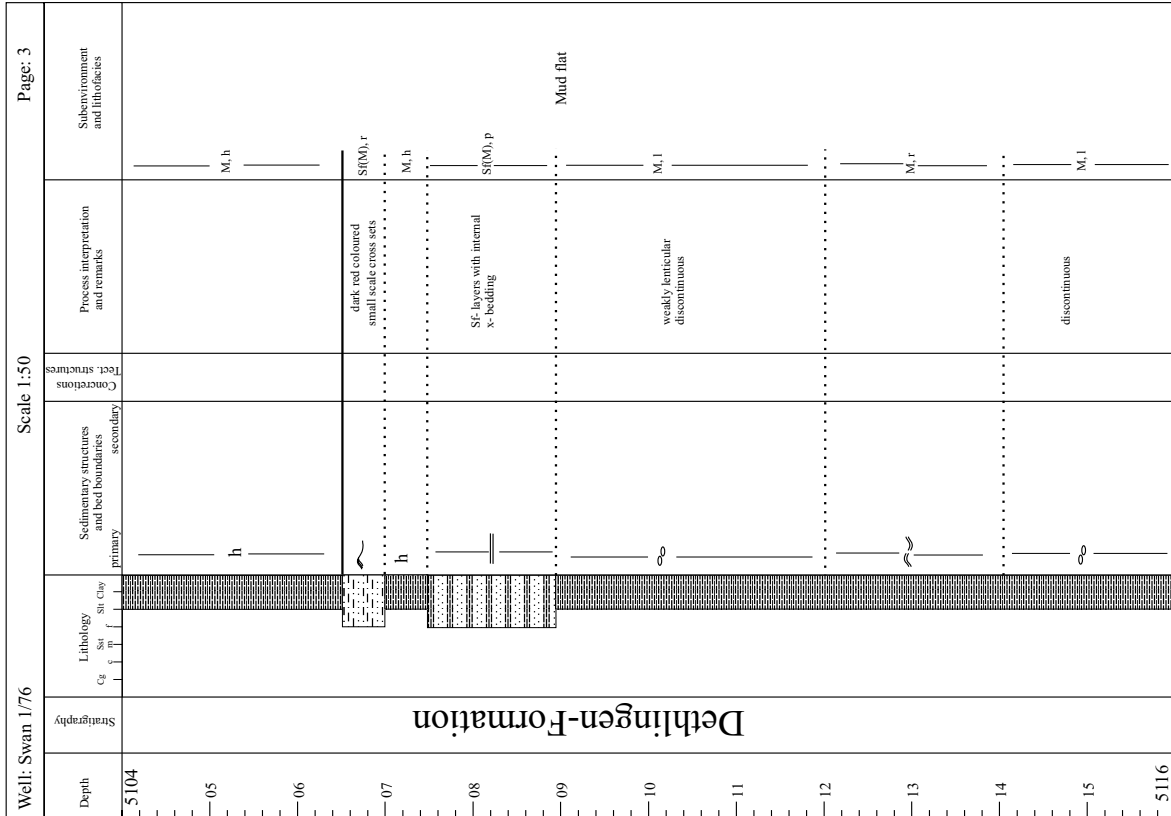 Well: Swan 1/76
Scale 1:50
Page: 3
Depth
Stratigraphy
Lithology
Cg
c
Sst
m
f
Slt
Clay
Sedimentary structures
and bed boundaries
primary
secondary
Concretions
Tect. structures
Process interpretation
and remarks
Subenvironment
and lithofacies
5104
05
06
07
08
09
10
11
12
13
14
15
5116
Dethlingen-Formation
h
h
dark red coloured
small scale cross sets
Sf- layers with internal
x- bedding
weakly lenticular
discontinuous
discontinuous
M, h
Sf(M), r
M, h
Sf(M), p
M, l
M, r
M, l
Mud flat